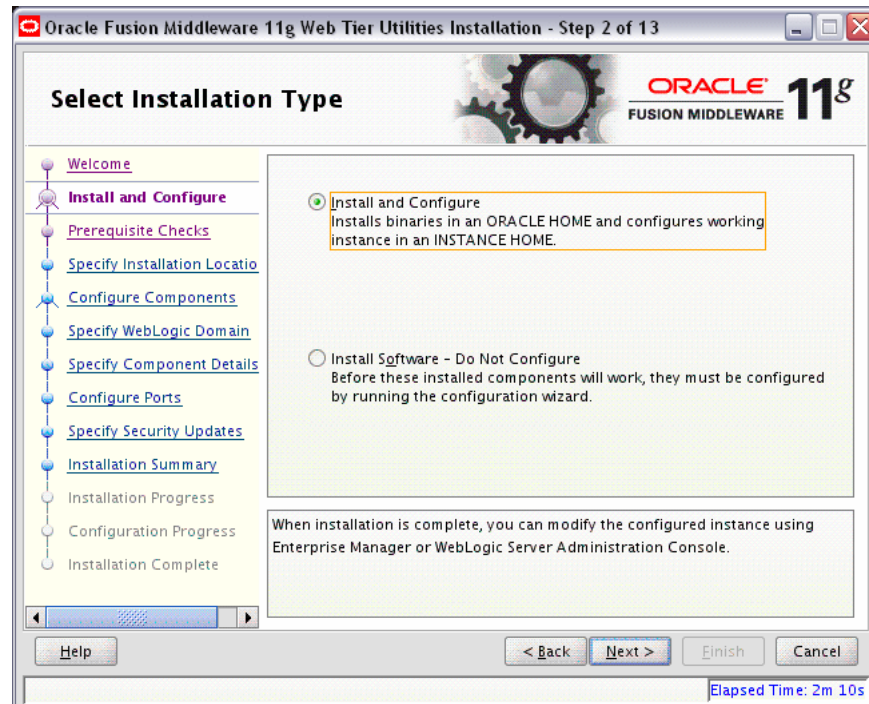 Oracle Fusion Middleware 11g Web Tier Utilities Installation - Step 2 of 13
Select Installation Type
ORACLE
FUSION MIDDLEWARE
11g
Welcome
Install and Configure
Prerequisite Checks
Specify Installation Locatio
Configure Components
Specify WebLogic Domain
Specify Component Details
Configure Ports
Specify Security Updates
Installation Summary
Installation Progress
Configuration Progress
Installation Complete
Install and Configure
Installs binaries in an ORACLE HOME and configures working
instance in an INSTANCE HOME.
Install Software - Do Not Configure
Before these installed components will work, they must be configured
by running the configuration wizard.
When installation is complete, you can modify the configured instance using
Enterprise Manager or WebLogic Server Administration Console.
Help
< Back
Next >
Finish
Cancel
Elapsed Time: 2m 10s